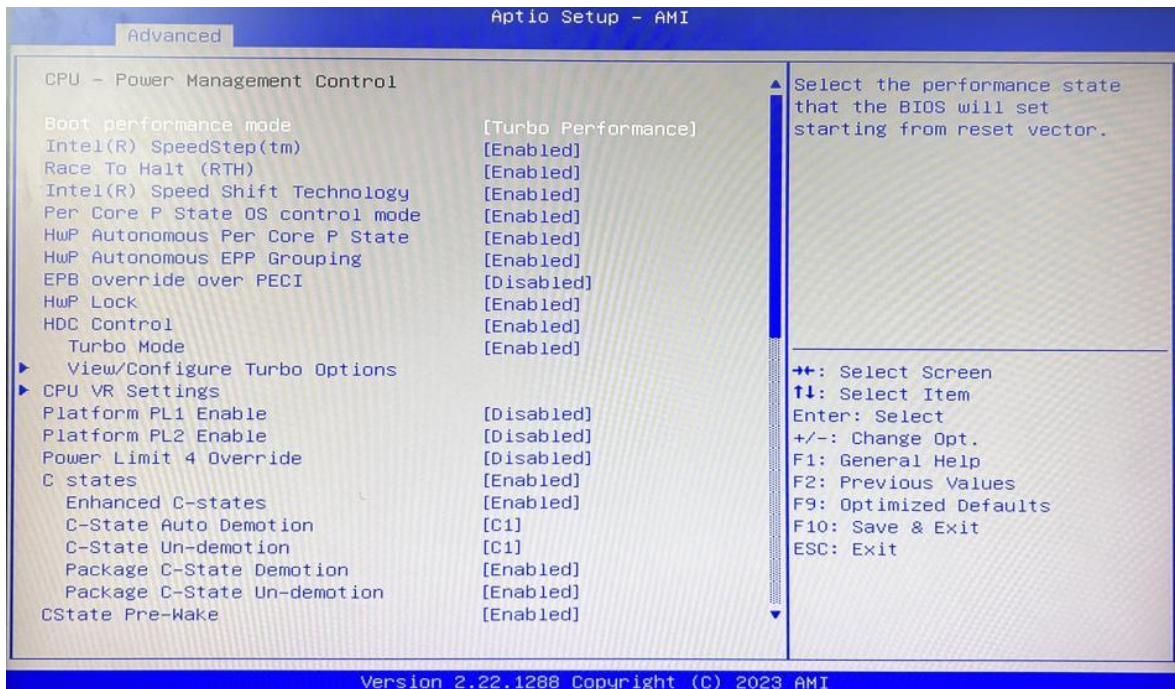 Aptio Setup – AMI
Advanced
CPU – Power Management Control
Boot performance mode [Turbo Performance]
Intel(R) SpeedStep(tm) [Enabled]
Race To Halt (RTH) [Enabled]
Intel(R) Speed Shift Technology [Enabled]
Per Core P State OS control mode [Enabled]
HwP Autonomous Per Core P State [Enabled]
HwP Autonomous EPP Grouping [Enabled]
EPB override over PECI [Disabled]
HwP Lock [Enabled]
HDC Control [Enabled]
Turbo Mode [Enabled]
View/Configure Turbo Options
CPU VR Settings
Platform PL1 Enable [Disabled]
Platform PL2 Enable [Disabled]
Power Limit 4 Override [Disabled]
C states [Enabled]
Enhanced C-states [Enabled]
C-State Auto Demotion [C1]
C-State Un-demotion [C1]
Package C-State Demotion [Enabled]
Package C-State Un-demotion [Enabled]
CState Pre-Wake [Enabled]
Select the performance state
that the BIOS will set
starting from reset vector.
→←: Select Screen
↑↓: Select Item
Enter: Select
+/-: Change Opt.
F1: General Help
F2: Previous Values
F9: Optimized Defaults
F10: Save & Exit
ESC: Exit
Version 2.22.1288 Copyright (C) 2023 AMI